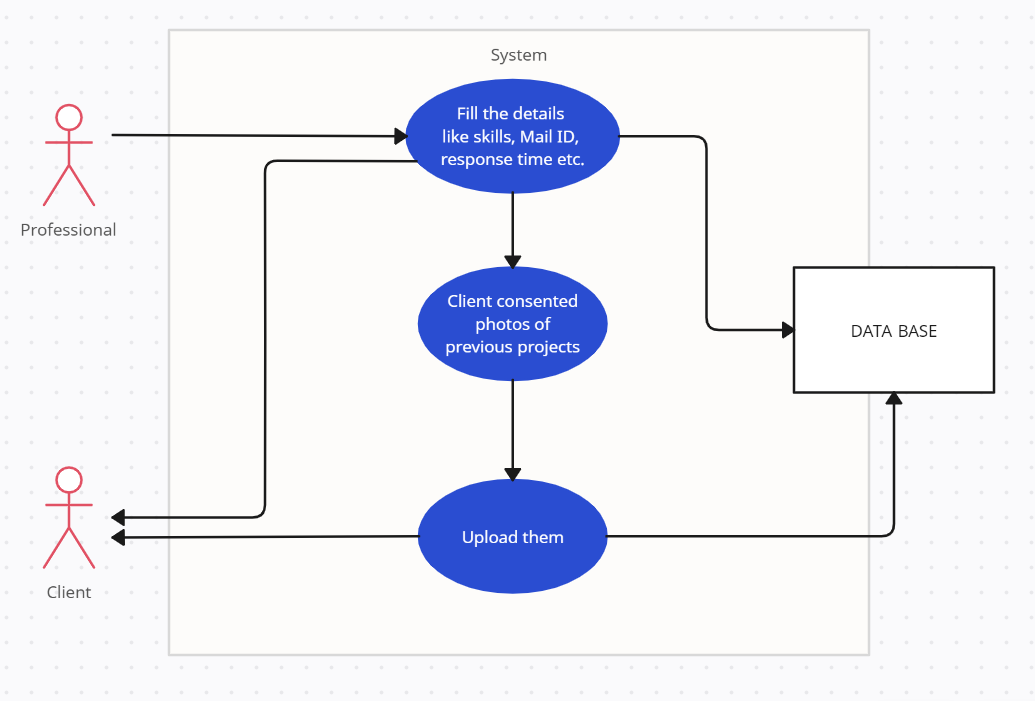 System
Fill the details
like skills, Mail ID,
response time etc.
Professional
Client consented
photos of
previous projects
DATA BASE
Upload them
Client